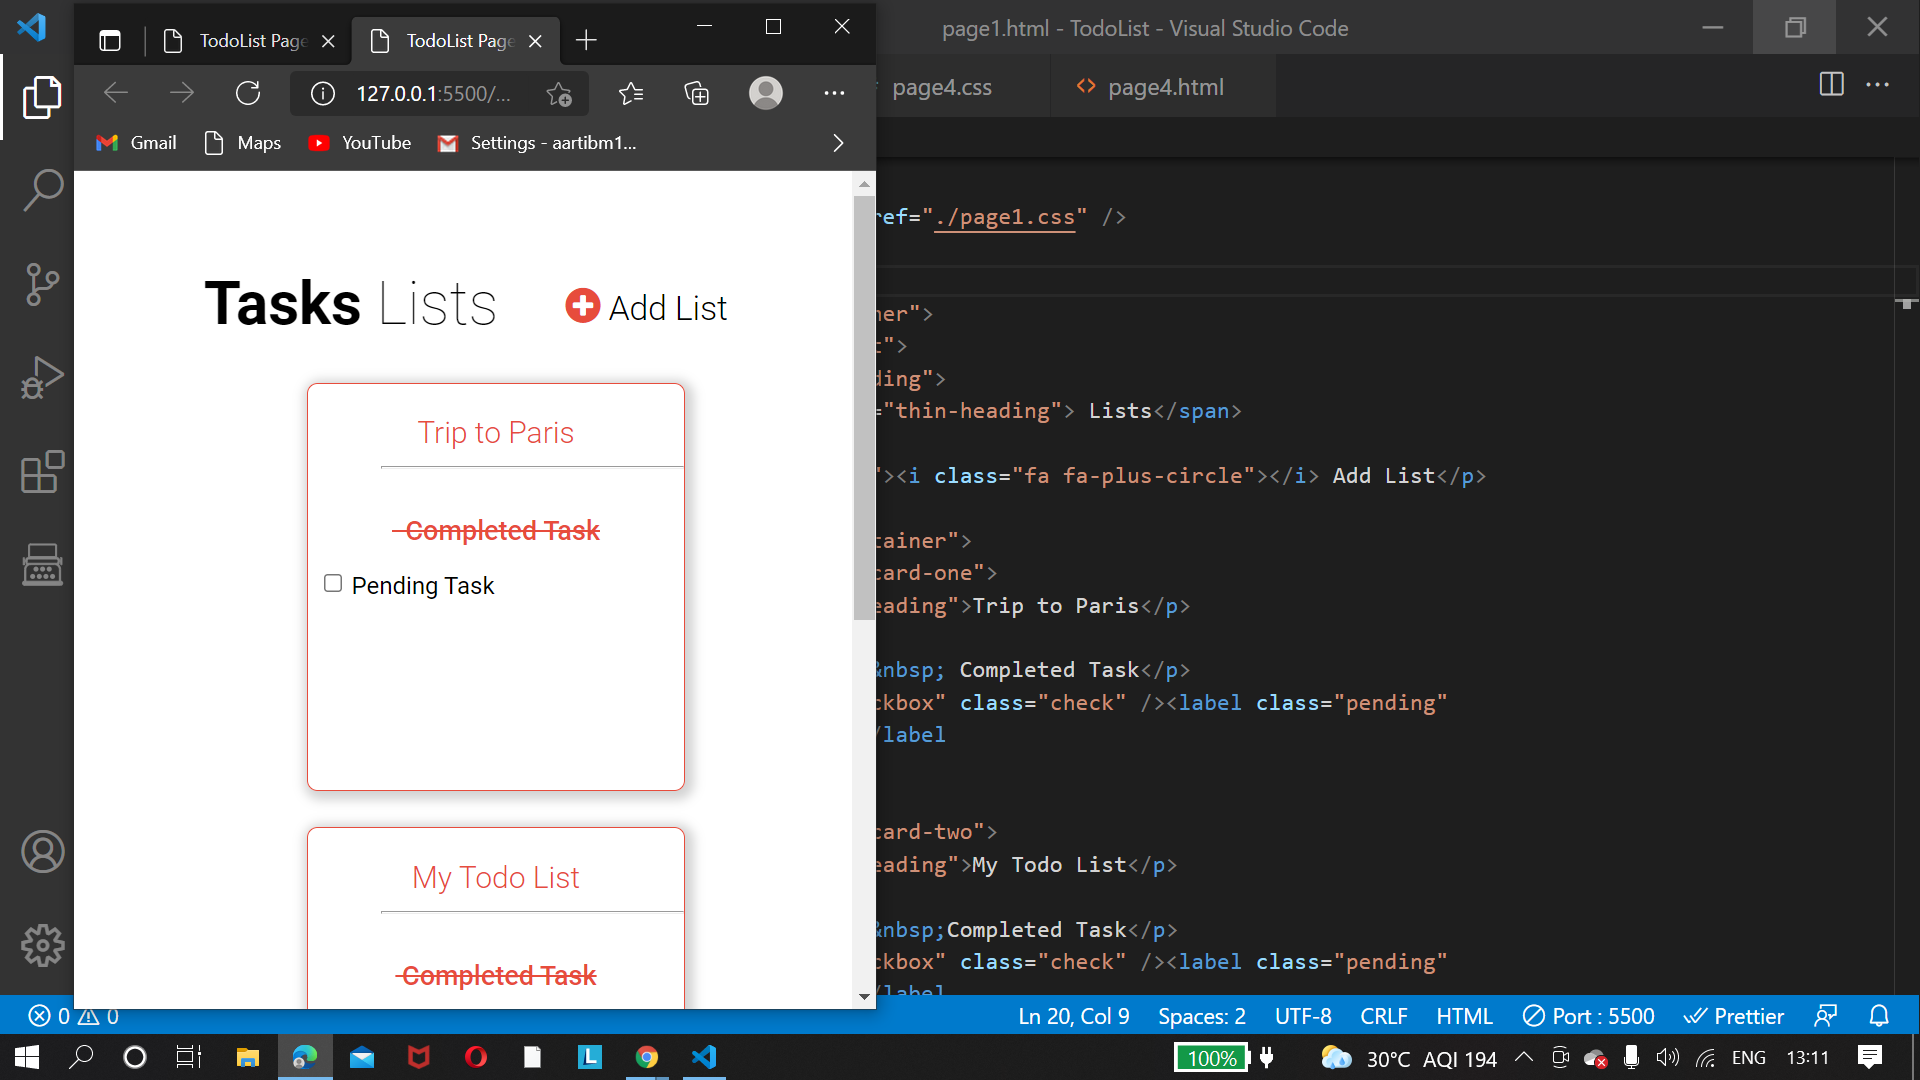 page1.html - TodoList - Visual Studio Code
TodoList Page
TodoList Page
127.0.0.1:5500/...
page4.css
page4.html
Gmail
Maps
YouTube
Settings - aartibm1...
Tasks Lists
Add List
Trip to Paris
Completed Task
Pending Task
My Todo List
Completed Task
ref="./page1.css" />
ner">
t">
ding">
="thin-heading"> Lists</span>
"><i class="fa fa-plus-circle"></i> Add List</p>
tainer">
card-one">
eading">Trip to Paris</p>
&nbsp; Completed Task</p>
ckbox" class="check" /><label class="pending"
/label
card-two">
eading">My Todo List</p>
&nbsp;Completed Task</p>
ckbox" class="check" /><label class="pending"
/label
0 0
Ln 20, Col 9
Spaces: 2
UTF-8
CRLF
HTML
Port : 5500
Prettier
100%
30°C AQI 194
ENG
13:11